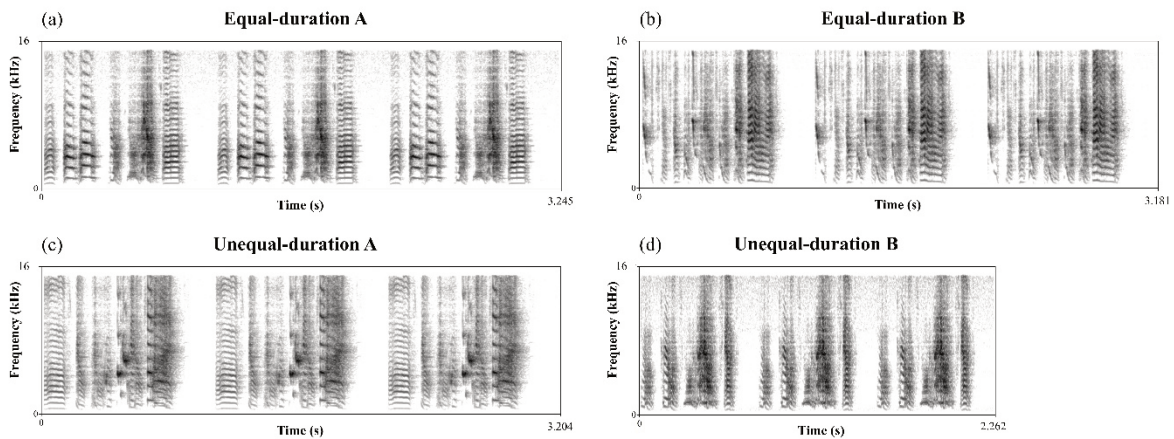 (a) Equal-duration A
16
Frequency (kHz)
0
0
Time (s)
3.245
(b) Equal-duration B
16
Frequency (kHz)
0
0
Time (s)
3.181
(c) Unequal-duration A
16
Frequency (kHz)
0
0
Time (s)
3.204
(d) Unequal-duration B
16
Frequency (kHz)
0
0
Time (s)
2.262